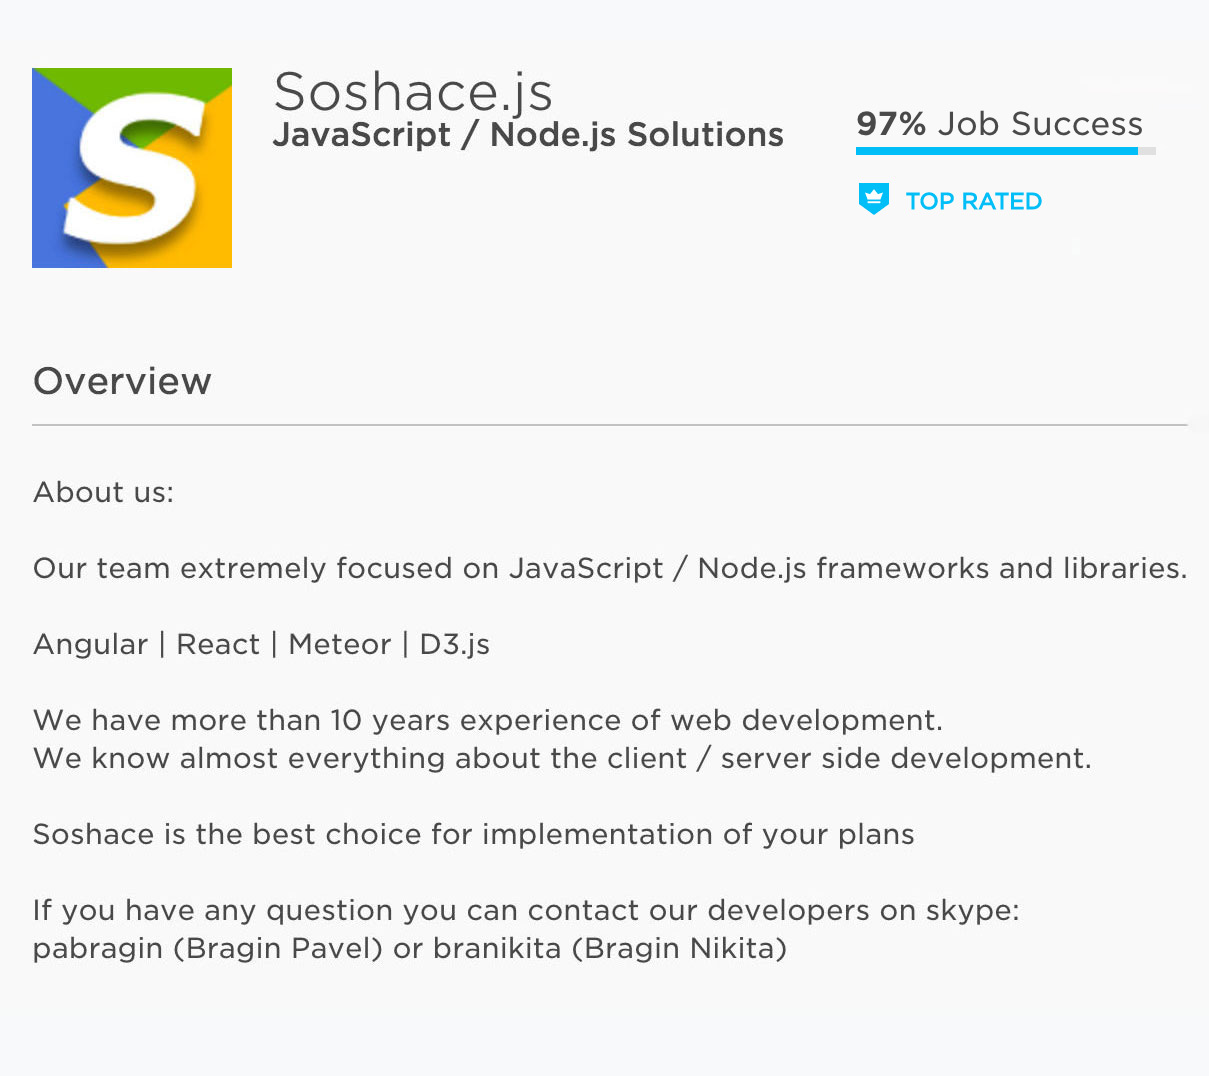 S
Soshace.js
JavaScript / Node.js Solutions
97% Job Success
TOP RATED
Overview
About us:
Our team extremely focused on JavaScript / Node.js frameworks and libraries.
Angular | React | Meteor | D3.js
We have more than 10 years experience of web development.
We know almost everything about the client / server side development.
Soshace is the best choice for implementation of your plans
If you have any question you can contact our developers on skype:
pabragin (Bragin Pavel) or branikita (Bragin Nikita)